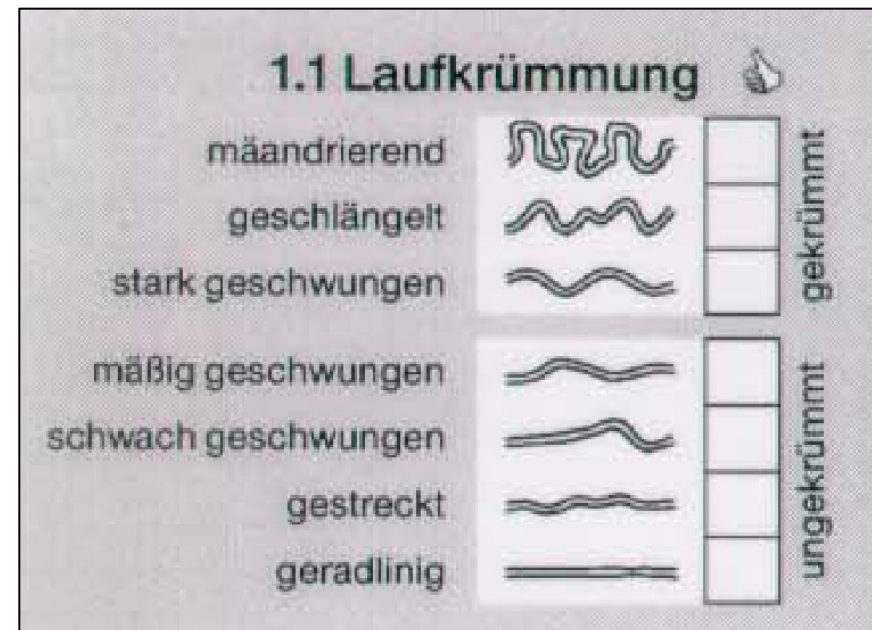 1.1 Laufkrümmung
mäandrierend
geschlängelt
stark geschwungen
gekrümmt
mäßig geschwungen
schwach geschwungen
gestreckt
geradlinig
ungekrümmt